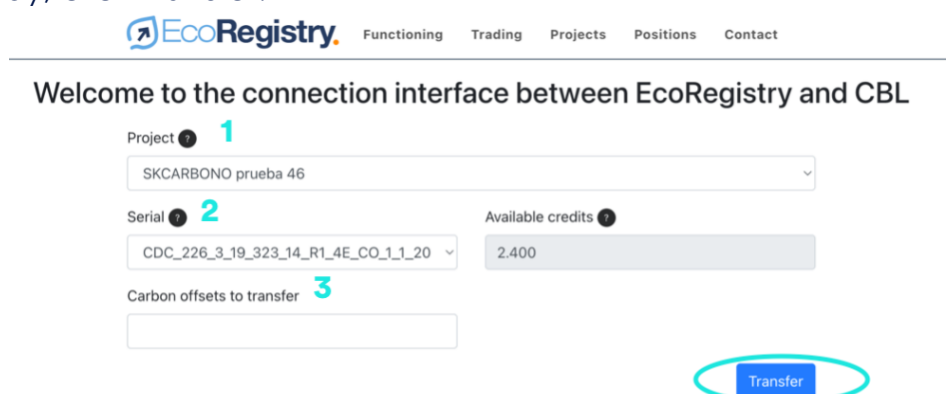 EcoRegistry. Functioning Trading Projects Positions Contact
Welcome to the connection interface between EcoRegistry and CBL
Project ? 1
SKCARBONO prueba 46
Serial ? 2 Available credits ?
CDC_226_3_19_323_14_R1_4E_CO_1_1_20 2.400
Carbon offsets to transfer 3
Transfer